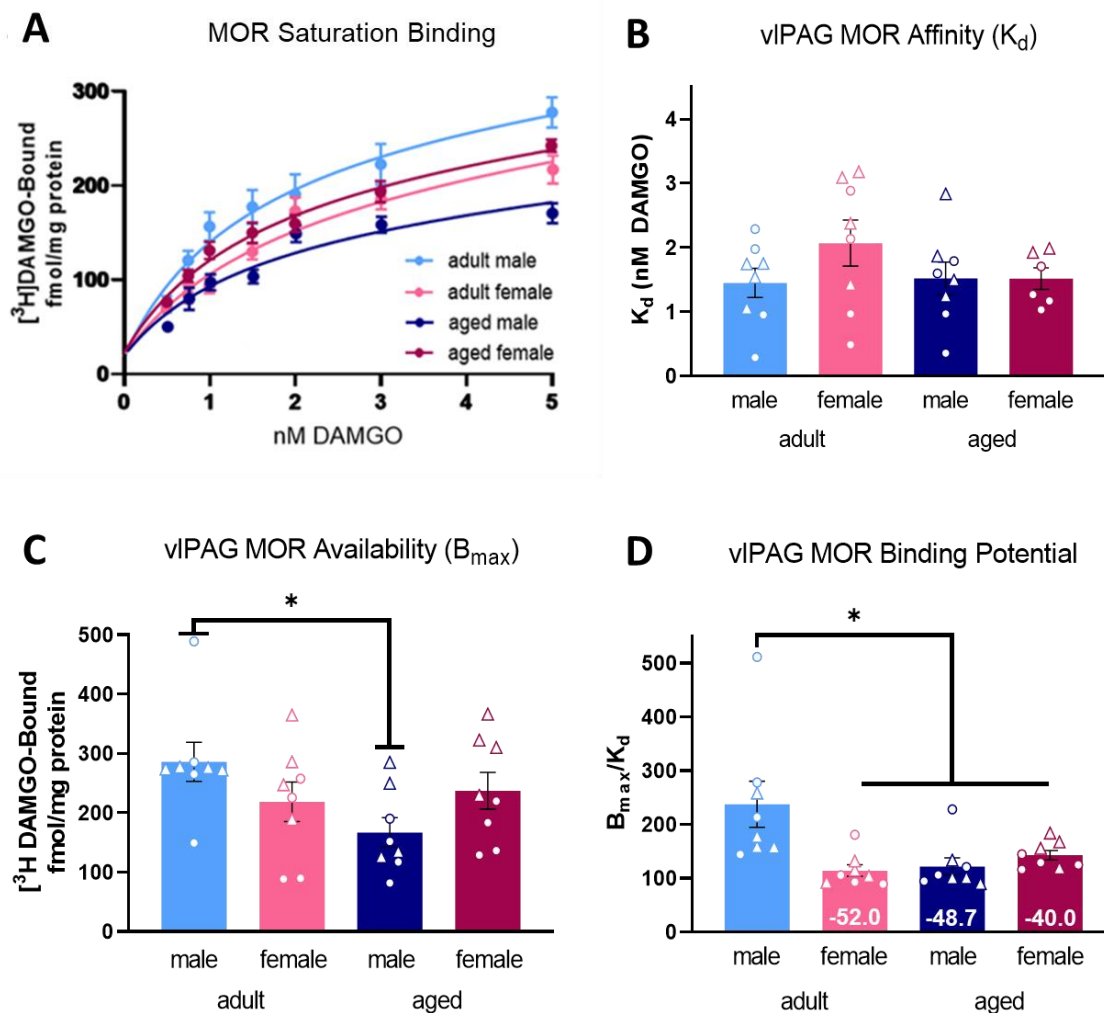 A
MOR Saturation Binding
[³H]DAMGO-Bound
fmol/mg protein
300
200
100
0
0 1 2 3 4 5
nM DAMGO
adult male
adult female
aged male
aged female
B
vlPAG MOR Affinity (Kd)
Kd (nM DAMGO)
4
3
2
1
0
male female male female
adult aged
C
vlPAG MOR Availability (Bmax)
[³H DAMGO-Bound
fmol/mg protein
500
400
300
200
100
0
*
male female male female
adult aged
D
vlPAG MOR Binding Potential
Bmax/Kd
500
400
300
200
100
0
*
-52.0 -48.7 -40.0
male female male female
adult aged